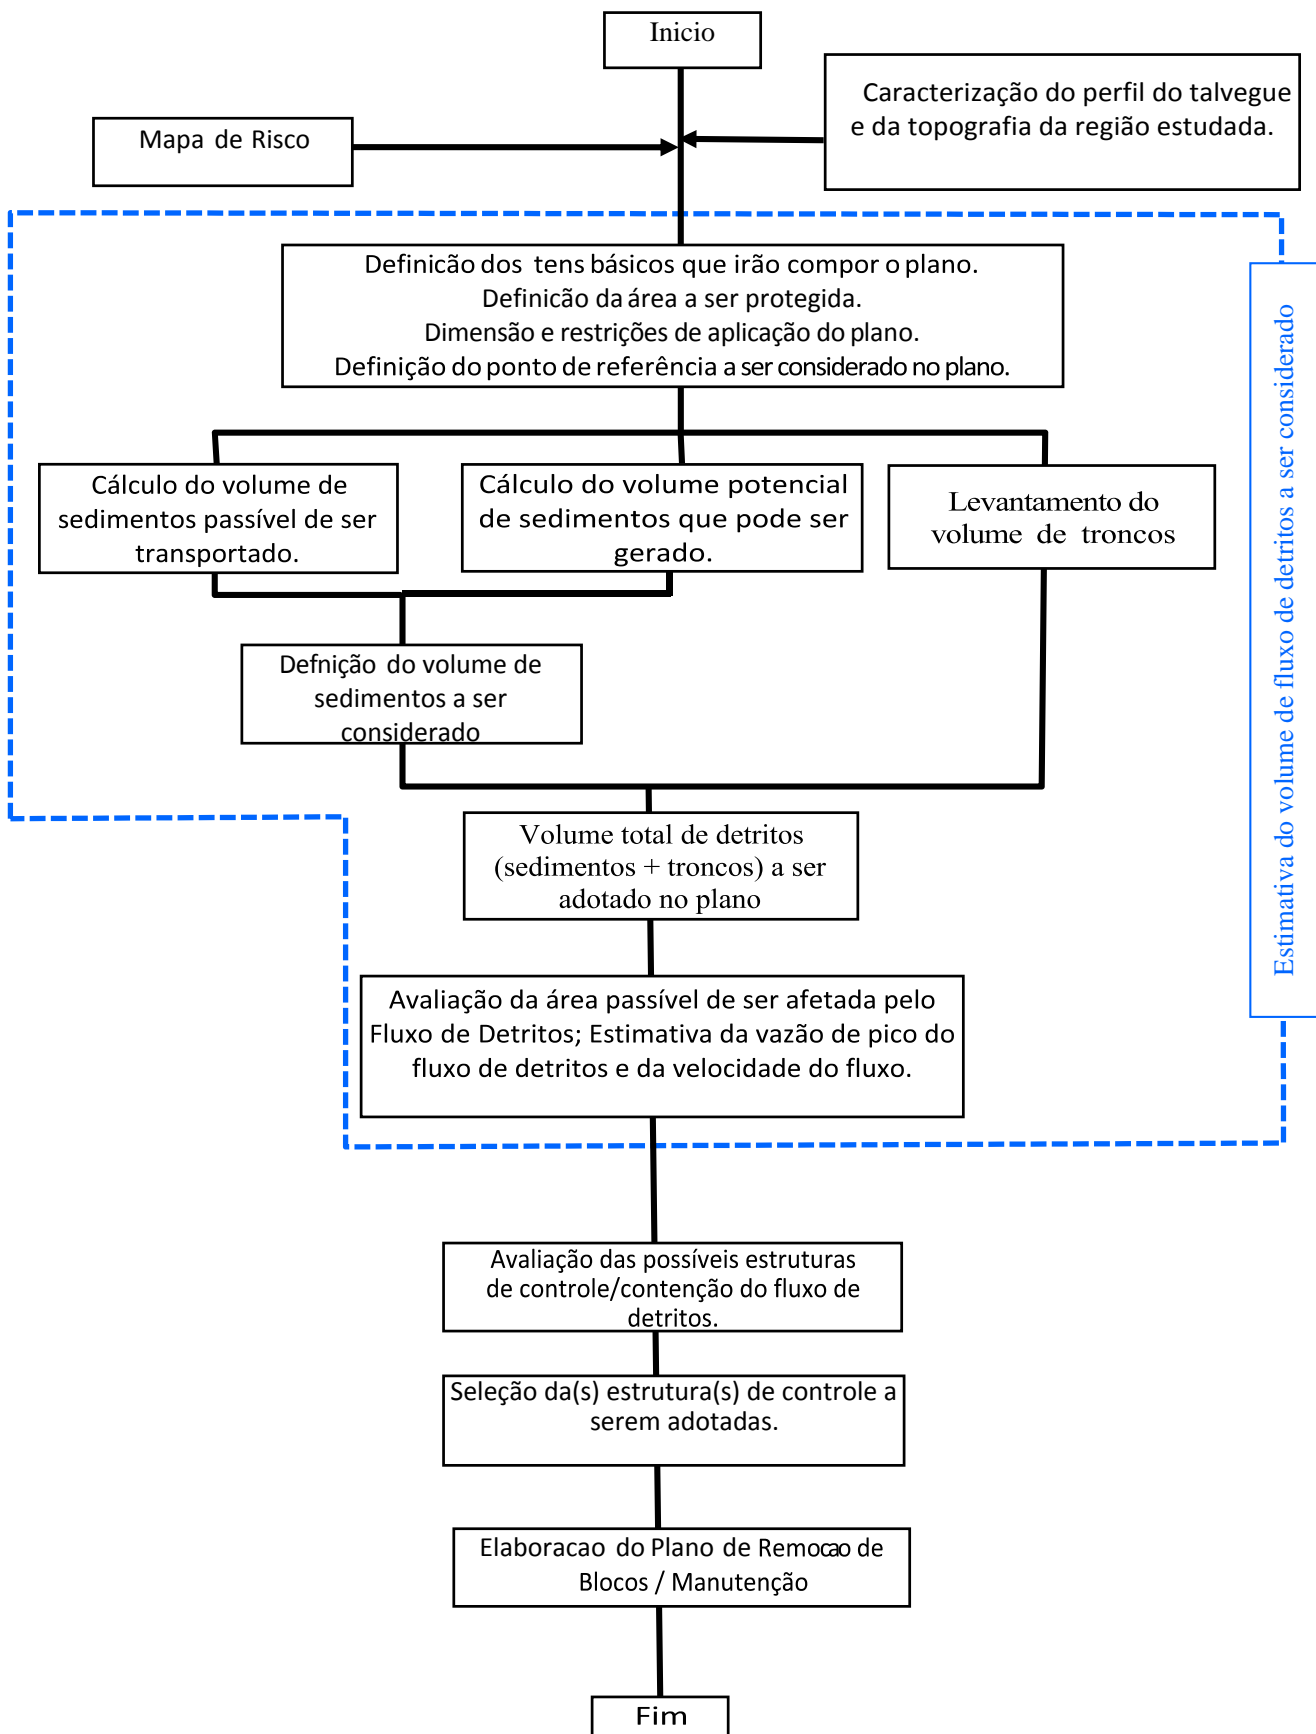 Inicio
Caracterização do perfil do talvegue
e da topografia da região estudada.
Mapa de Risco
Definicão dos tens básicos que irão compor o plano.
Definicão da área a ser protegida.
Dimensão e restrições de aplicação do plano.
Definição do ponto de referência a ser considerado no plano.
Estimativa do volume de fluxo de detritos a ser considerado
Cálculo do volume de
sedimentos passível de ser
transportado.
Cálculo do volume potencial
de sedimentos que pode ser
gerado.
Levantamento do
volume de troncos
Defnição do volume de
sedimentos a ser
considerado
Volume total de detritos
(sedimentos + troncos) a ser
adotado no plano
Avaliação da área passível de ser afetada pelo
Fluxo de Detritos; Estimativa da vazão de pico do
fluxo de detritos e da velocidade do fluxo.
Avaliação das possíveis estruturas
de controle/contenção do fluxo de
detritos.
Seleção da(s) estrutura(s) de controle a
serem adotadas.
Elaboracao do Plano de Remocao de
Blocos / Manutenção
Fim